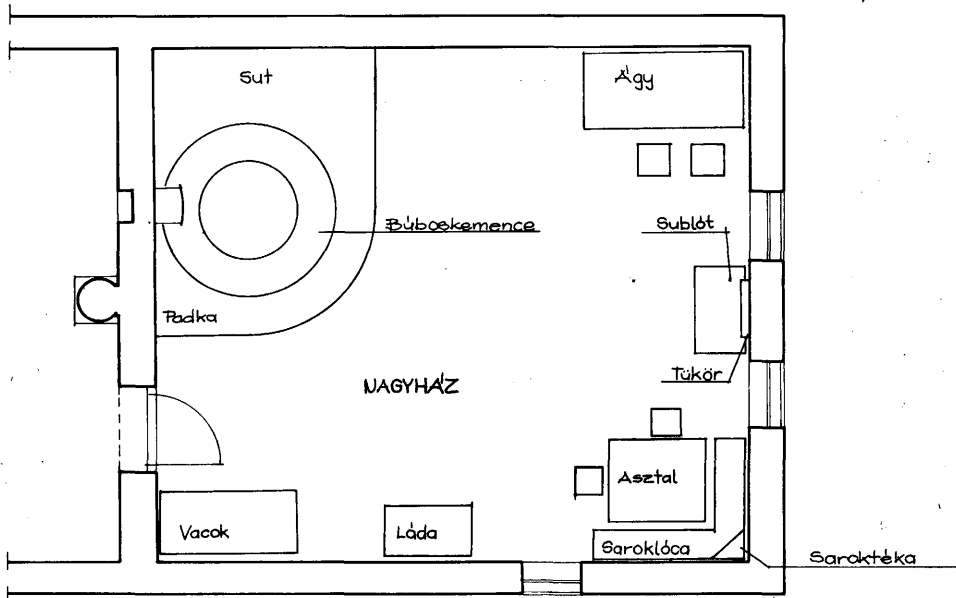 Sut
Ágy
Búboskemence
Sublót
Padka
Tükör
NAGYHÁZ
Asztal
Vacok
Láda
Saroklóca
Saroktéka